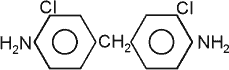 Cl Cl
H₂N CH₂ NH₂